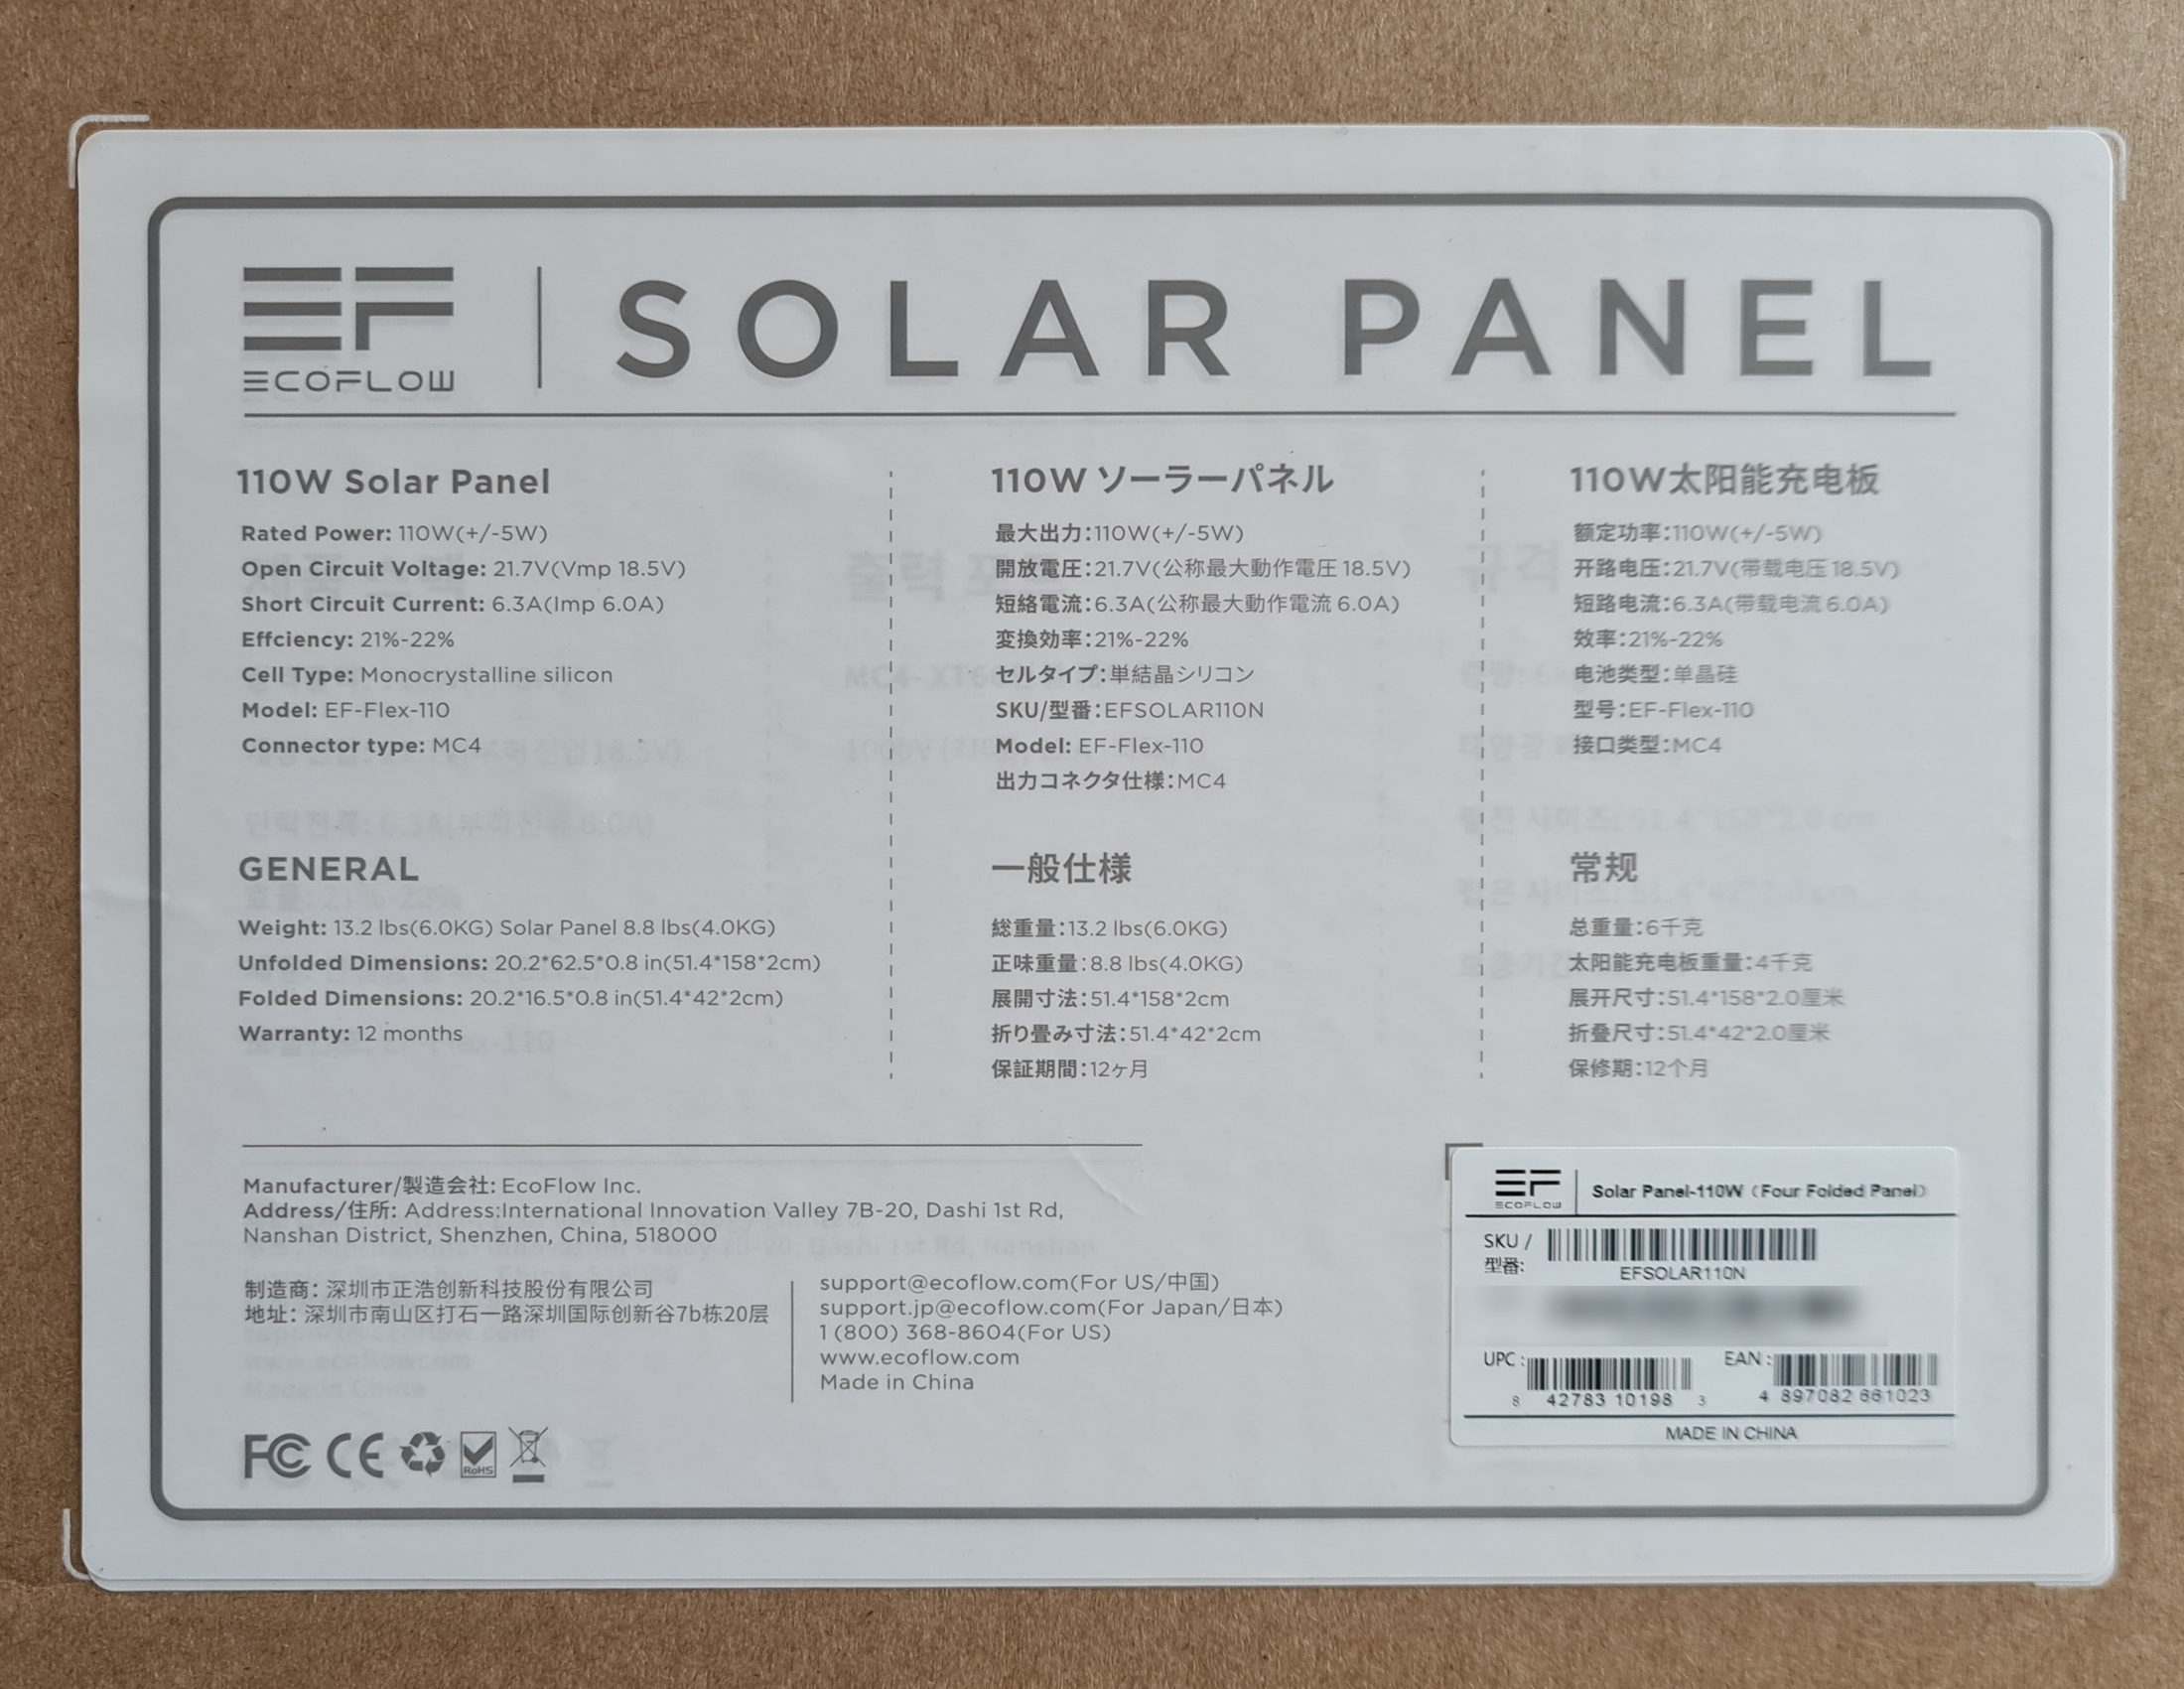 ECOFLOW
SOLAR PANEL
110W Solar Panel
Rated Power: 110W(+/-5W)
Open Circuit Voltage: 21.7V(Vmp 18.5V)
Short Circuit Current: 6.3A(Imp 6.0A)
Effciency: 21%-22%
Cell Type: Monocrystalline silicon
Model: EF-Flex-110
Connector type: MC4
GENERAL
Weight: 13.2 lbs(6.0KG) Solar Panel 8.8 lbs(4.0KG)
Unfolded Dimensions: 20.2*62.5*0.8 in(51.4*158*2cm)
Folded Dimensions: 20.2*16.5*0.8 in(51.4*42*2cm)
Warranty: 12 months
110W ソーラーパネル
最大出力:110W(+/-5W)
開放電圧:21.7V(公称最大動作電圧 18.5V)
短絡電流:6.3A(公称最大動作電流 6.0A)
変換効率:21%-22%
セルタイプ:単結晶シリコン
SKU/型番:EFSOLAR110N
Model: EF-Flex-110
出力コネクタ仕様:MC4
一般仕様
総重量:13.2 lbs(6.0KG)
正味重量:8.8 lbs(4.0KG)
展開寸法:51.4*158*2cm
折り畳み寸法:51.4*42*2cm
保証期間:12ヶ月
110W太阳能充电板
额定功率:110W(+/-5W)
开路电压:21.7V(带载电压 18.5V)
短路电流:6.3A(带载电流 6.0A)
效率:21%-22%
电池类型:单晶硅
型号:EF-Flex-110
接口类型:MC4
常规
总重量:6千克
太阳能充电板重量:4千克
展开尺寸:51.4*158*2.0厘米
折叠尺寸:51.4*42*2.0厘米
保修期:12个月
Manufacturer/製造会社: EcoFlow Inc.
Address/住所: Address:International Innovation Valley 7B-20, Dashi 1st Rd,
Nanshan District, Shenzhen, China, 518000
制造商: 深圳市正浩创新科技股份有限公司
地址: 深圳市南山区打石一路深圳国际创新谷7b栋20层
support@ecoflow.com(For US/中国)
support.jp@ecoflow.com(For Japan/日本)
1 (800) 368-8604(For US)
www.ecoflow.com
Made in China
FC CE RoHS
ECOFLOW
Solar Panel-110W (Four Folded Panel)
SKU /
型番:
EFSOLAR110N
UPC :
8 42783 10198 3
EAN :
4 897082 661023
MADE IN CHINA